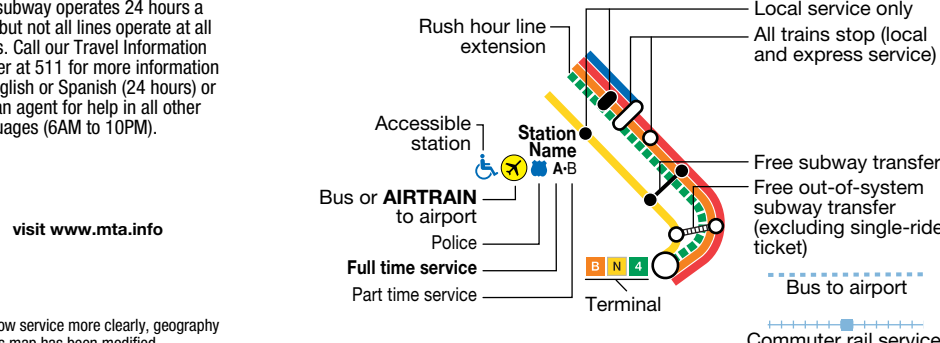 subway operates 24 hours a
but not all lines operate at all
s. Call our Travel Information
er at 511 for more information
glish or Spanish (24 hours) or
an agent for help in all other
uages (6AM to 10PM).
visit www.mta.info
ow service more clearly, geography
s map has been modified
Rush hour line
extension
Accessible
station
Station
Name
A•B
Bus or AIRTRAIN
to airport
Police
Full time service
Part time service
B N 4
Terminal
Local service only
All trains stop (local
and express service)
Free subway transfer
Free out-of-system
subway transfer
(excluding single-ride
ticket)
Bus to airport
Commuter rail service